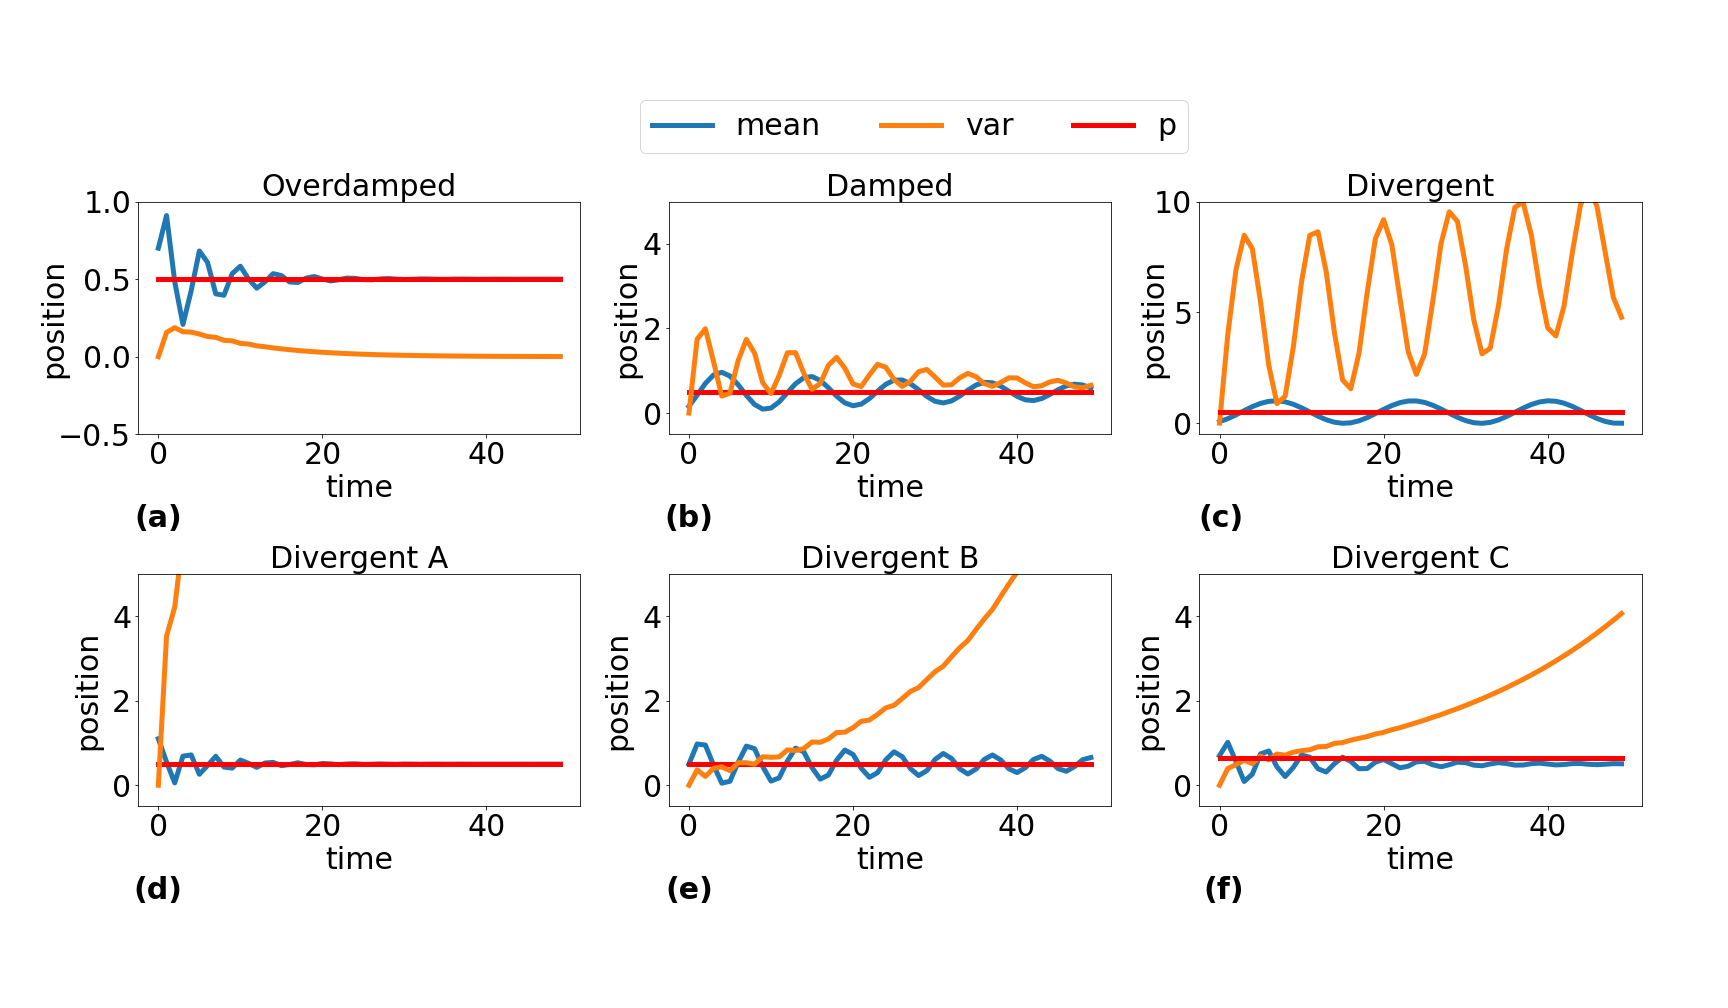 mean var p
Overdamped Damped Divergent
1.0 0.5 0.0 −0.5
position
0 20 40
time
(a)
4 2 0
position
0 20 40
time
(b)
10 5 0
position
0 20 40
time
(c)
Divergent A Divergent B Divergent C
4 2 0
position
0 20 40
time
(d)
4 2 0
position
0 20 40
time
(e)
4 2 0
position
0 20 40
time
(f)